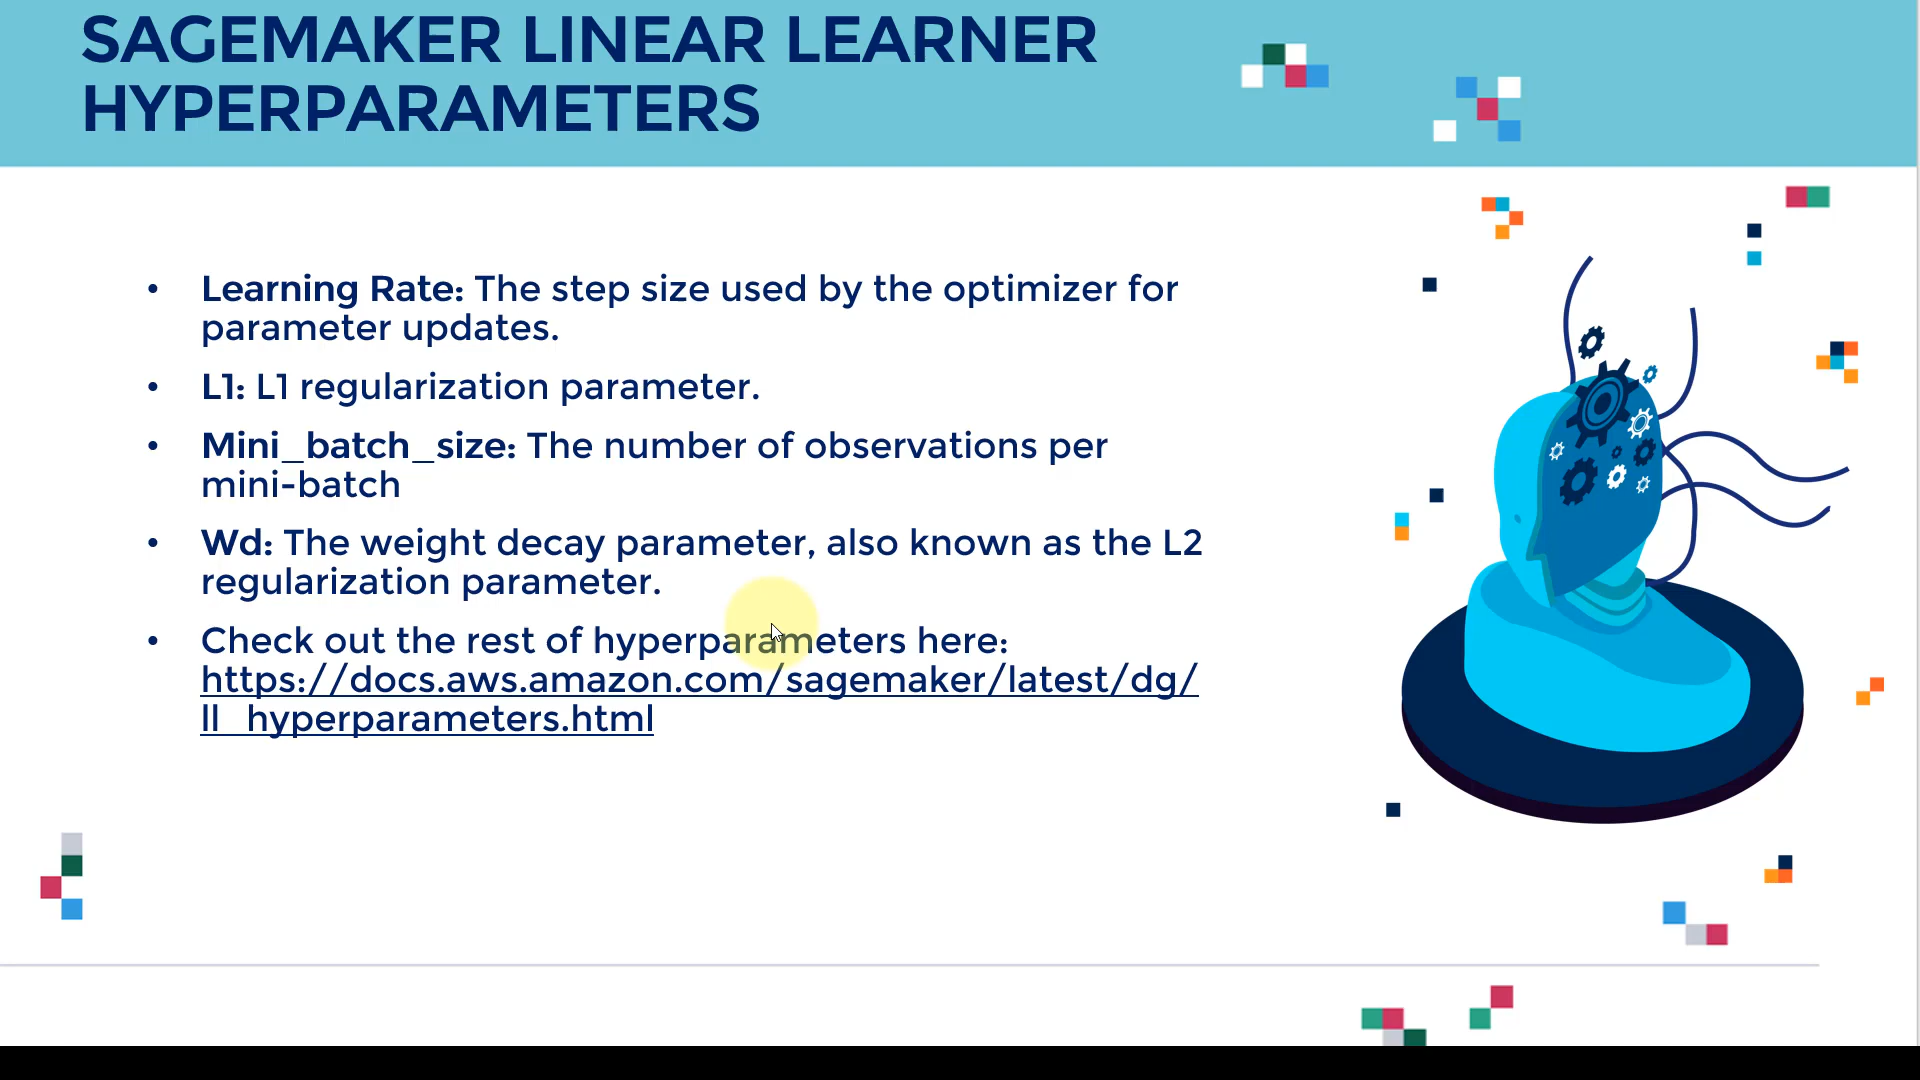 SAGEMAKER LINEAR LEARNER
HYPERPARAMETERS
• Learning Rate: The step size used by the optimizer for
parameter updates.
• L1: L1 regularization parameter.
• Mini_batch_size: The number of observations per
mini-batch
• Wd: The weight decay parameter, also known as the L2
regularization parameter.
• Check out the rest of hyperparameters here:
https://docs.aws.amazon.com/sagemaker/latest/dg/
ll_hyperparameters.html